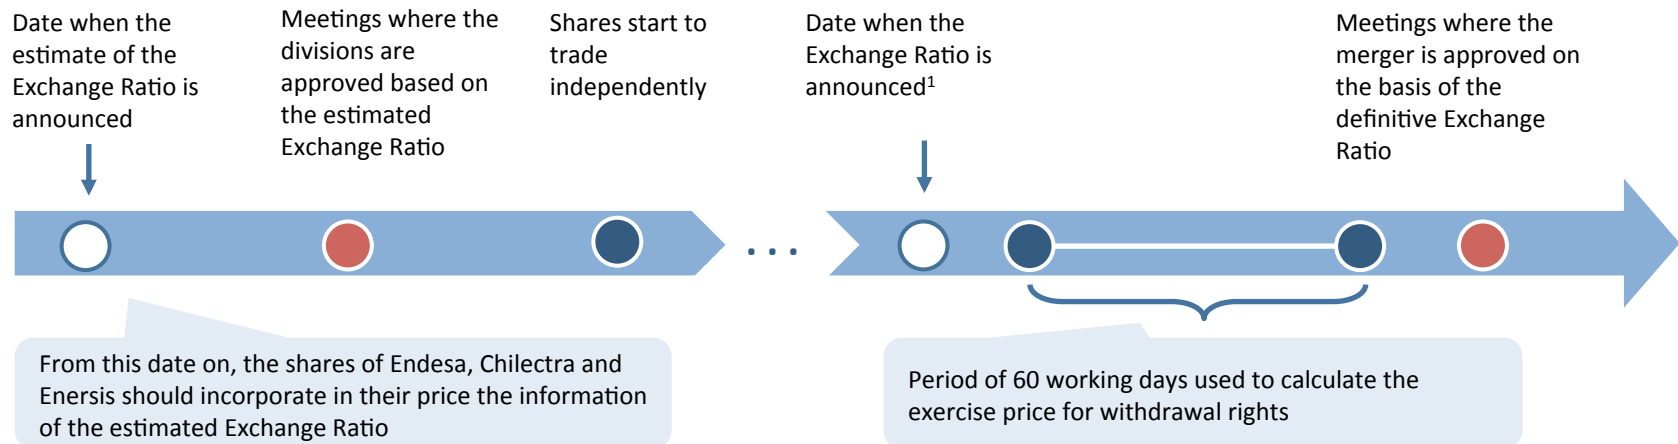 Date when the
estimate of the
Exchange Ratio is
announced
Meetings where the
divisions are
approved based on
the estimated
Exchange Ratio
Shares start to
trade
independently
Date when the
Exchange Ratio is
announced¹
Meetings where the
merger is approved on
the basis of the
definitive Exchange
Ratio
...
From this date on, the shares of Endesa, Chilectra and
Enersis should incorporate in their price the information
of the estimated Exchange Ratio
Period of 60 working days used to calculate the
exercise price for withdrawal rights